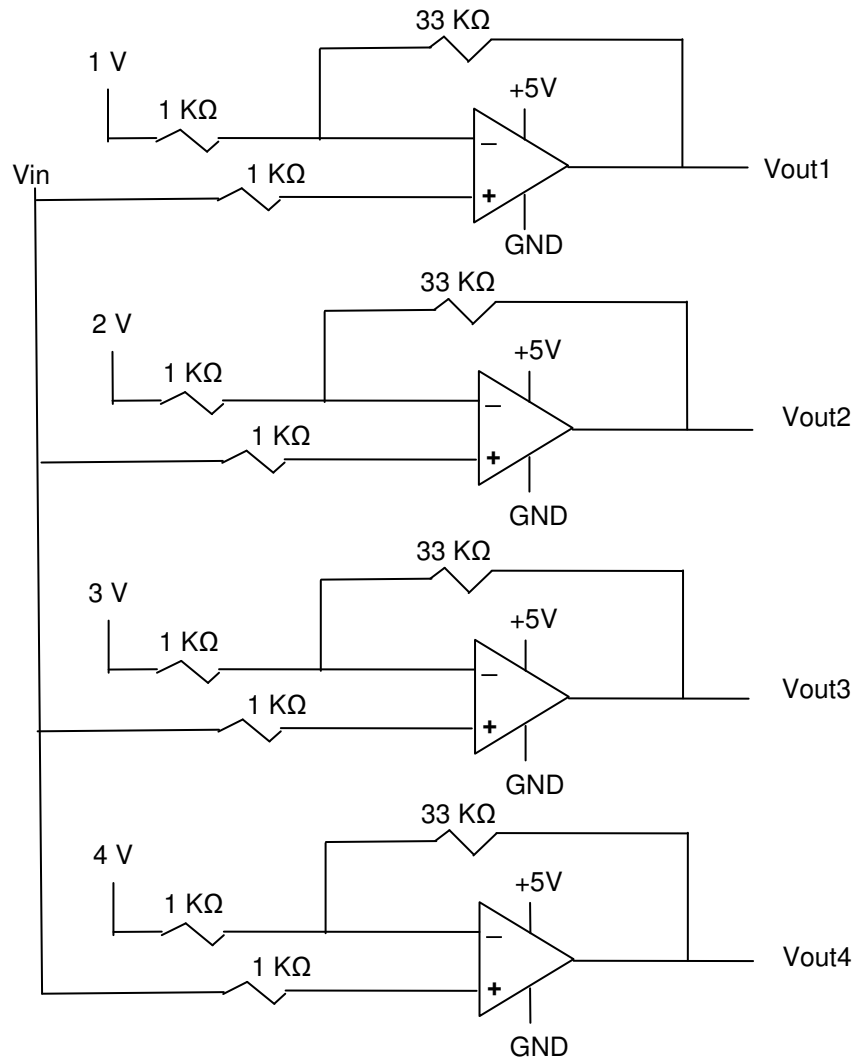 33 KΩ
1 V
+5V
1 KΩ
–
Vin
1 KΩ
Vout1
+
GND
33 KΩ
2 V
+5V
1 KΩ
–
Vout2
1 KΩ
+
GND
33 KΩ
3 V
+5V
1 KΩ
–
Vout3
1 KΩ
+
GND
33 KΩ
4 V
+5V
1 KΩ
–
Vout4
1 KΩ
+
GND